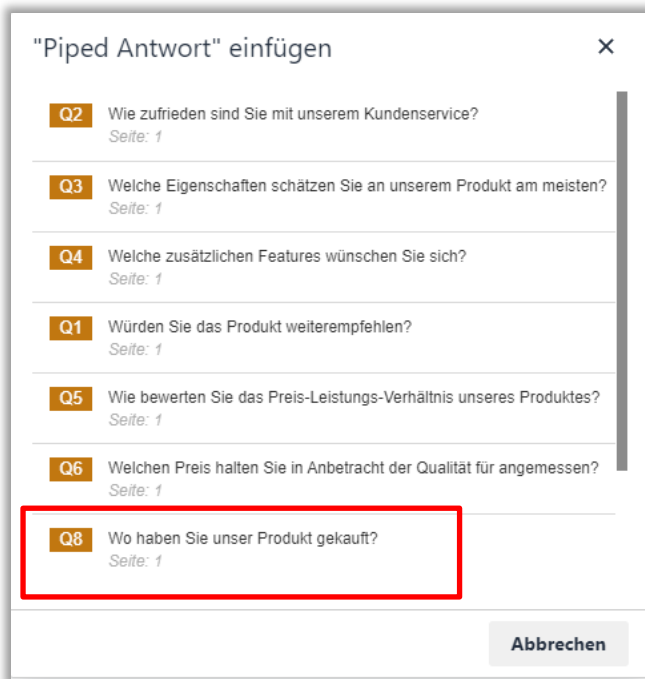 "Piped Antwort" einfügen ×
Q2 Wie zufrieden sind Sie mit unserem Kundenservice?
Seite: 1
Q3 Welche Eigenschaften schätzen Sie an unserem Produkt am meisten?
Seite: 1
Q4 Welche zusätzlichen Features wünschen Sie sich?
Seite: 1
Q1 Würden Sie das Produkt weiterempfehlen?
Seite: 1
Q5 Wie bewerten Sie das Preis-Leistungs-Verhältnis unseres Produktes?
Seite: 1
Q6 Welchen Preis halten Sie in Anbetracht der Qualität für angemessen?
Seite: 1
Q8 Wo haben Sie unser Produkt gekauft?
Seite: 1
Abbrechen